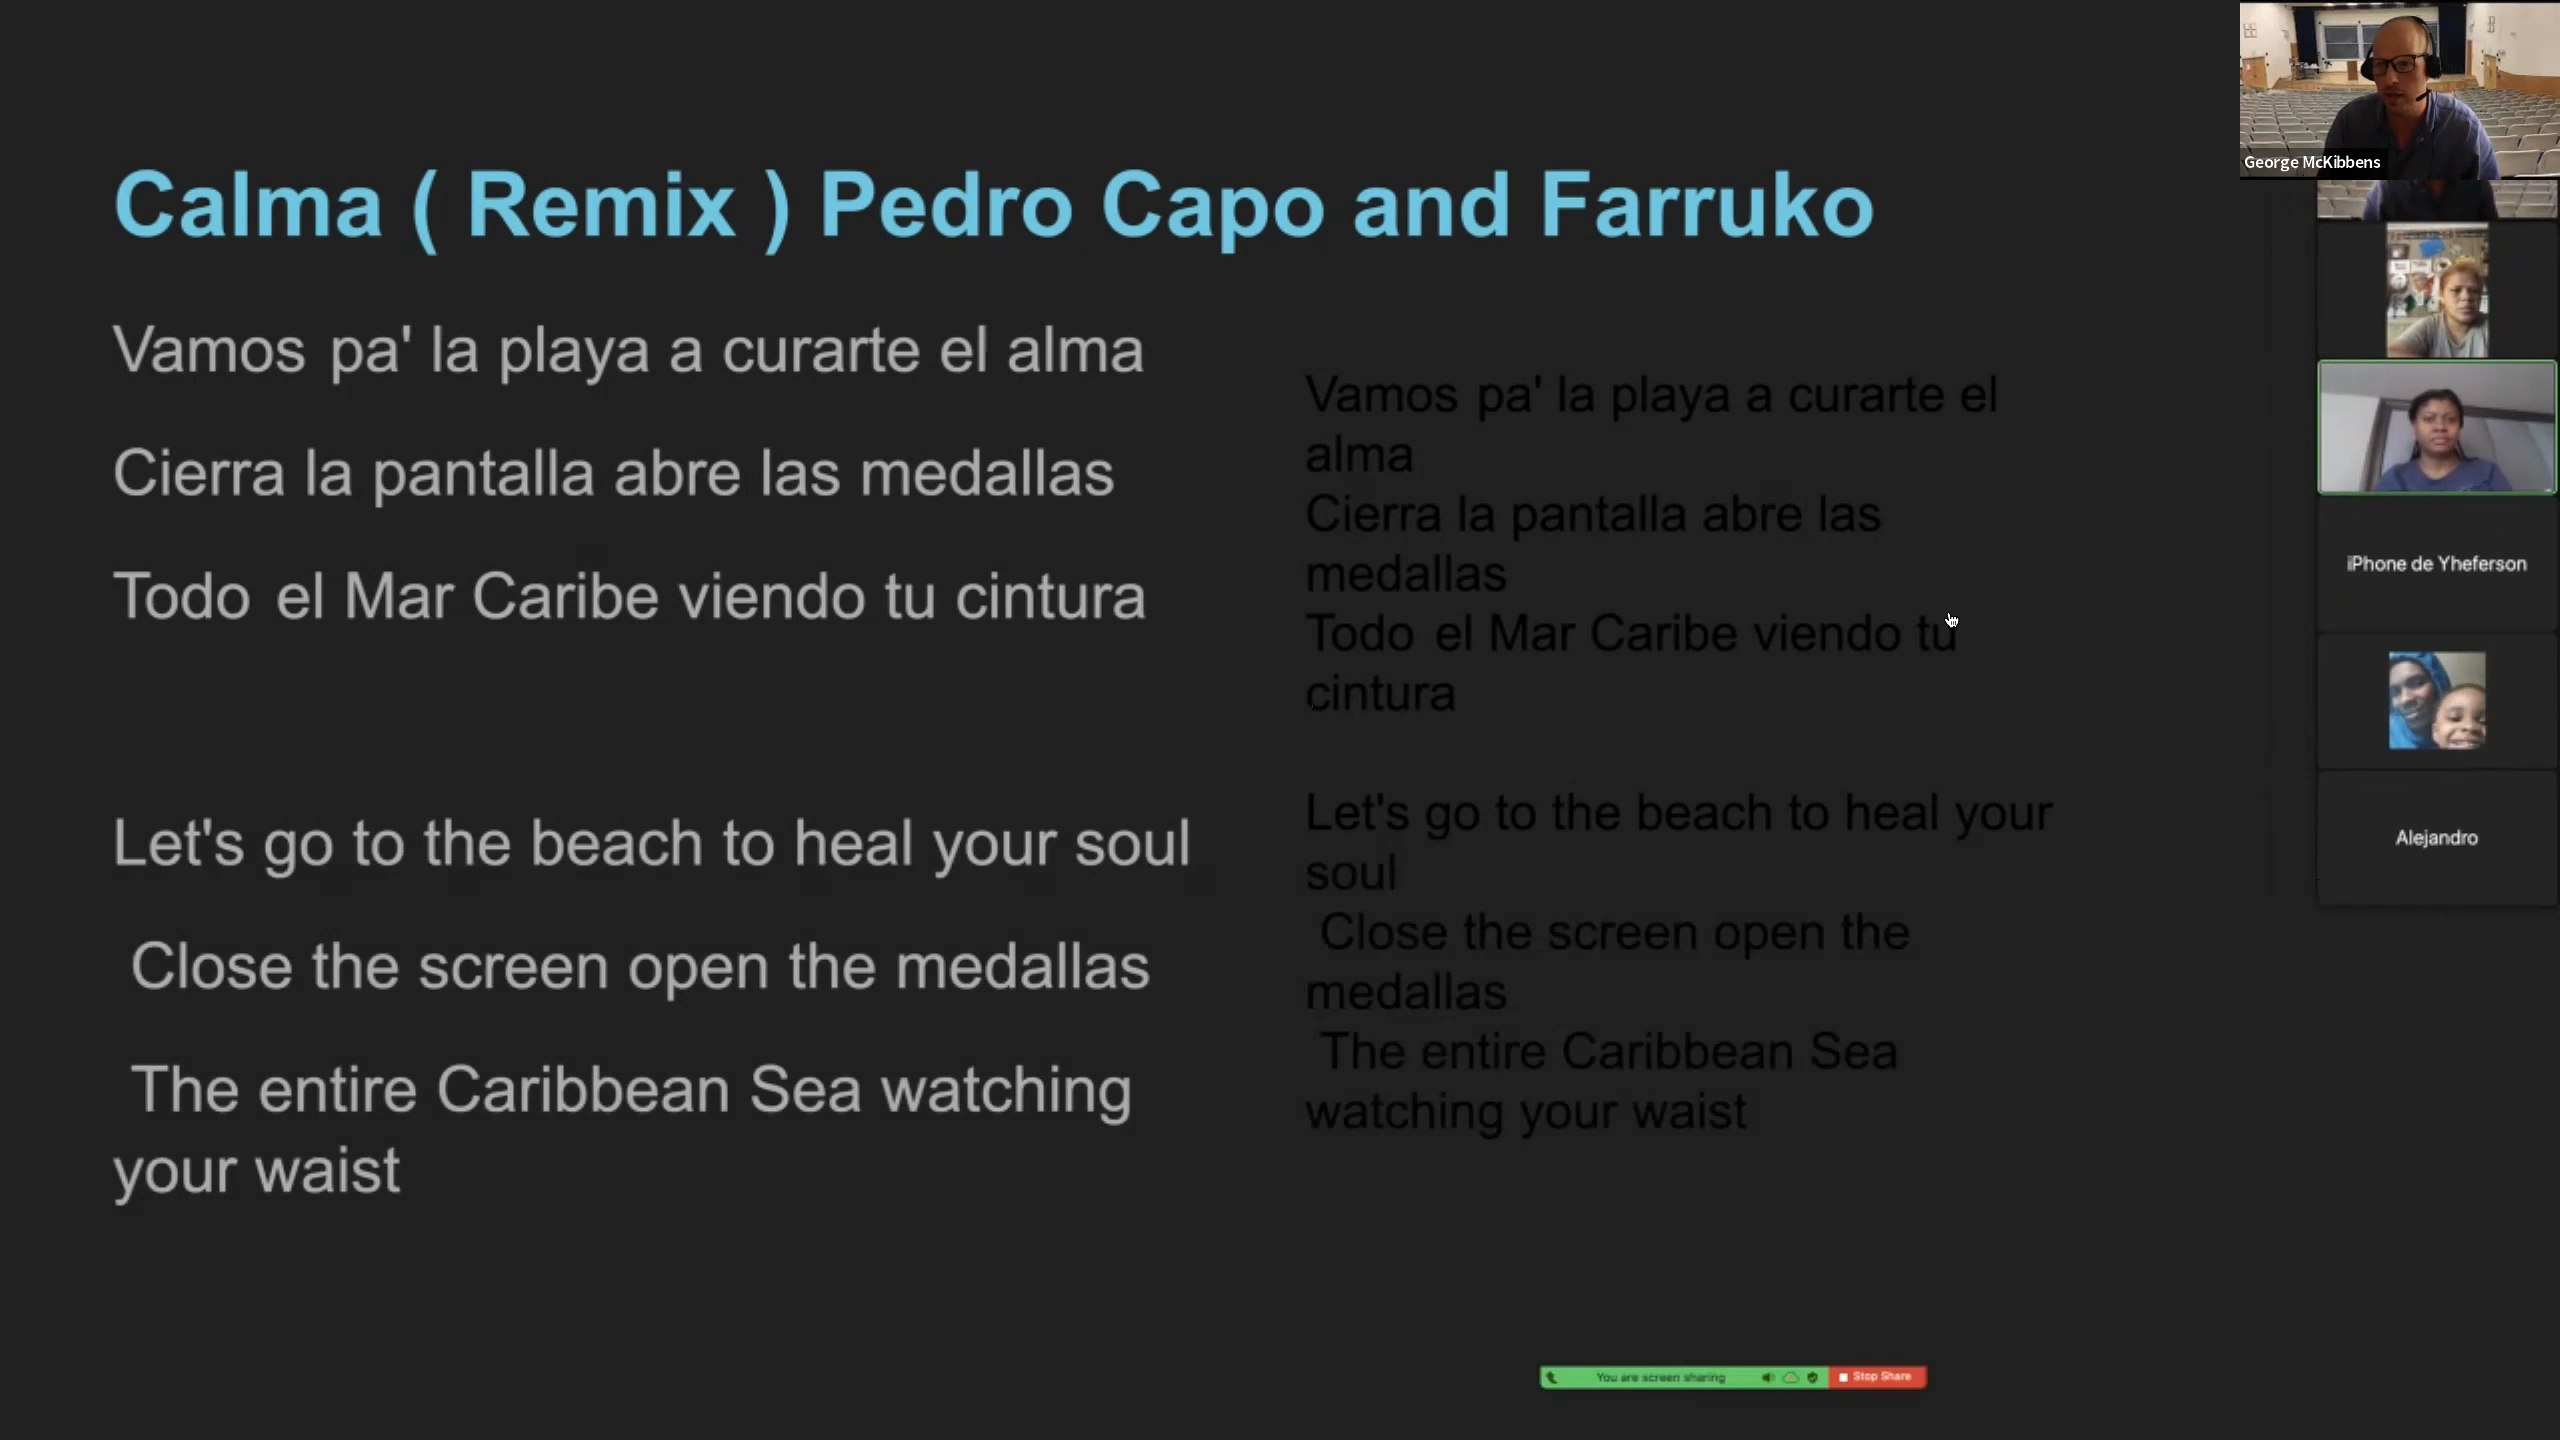 Calma ( Remix ) Pedro Capo and Farruko
Vamos pa' la playa a curarte el alma
Cierra la pantalla abre las medallas
Todo el Mar Caribe viendo tu cintura
Let's go to the beach to heal your soul
Close the screen open the medallas
The entire Caribbean Sea watching
your waist
Vamos pa' la playa a curarte el
alma
Cierra la pantalla abre las
medallas
Todo el Mar Caribe viendo tu
cintura
Let's go to the beach to heal your
soul
Close the screen open the
medallas
The entire Caribbean Sea
watching your waist
George McKibbens
iPhone de Yheferson
Alejandro
You are screen sharing
Stop Share